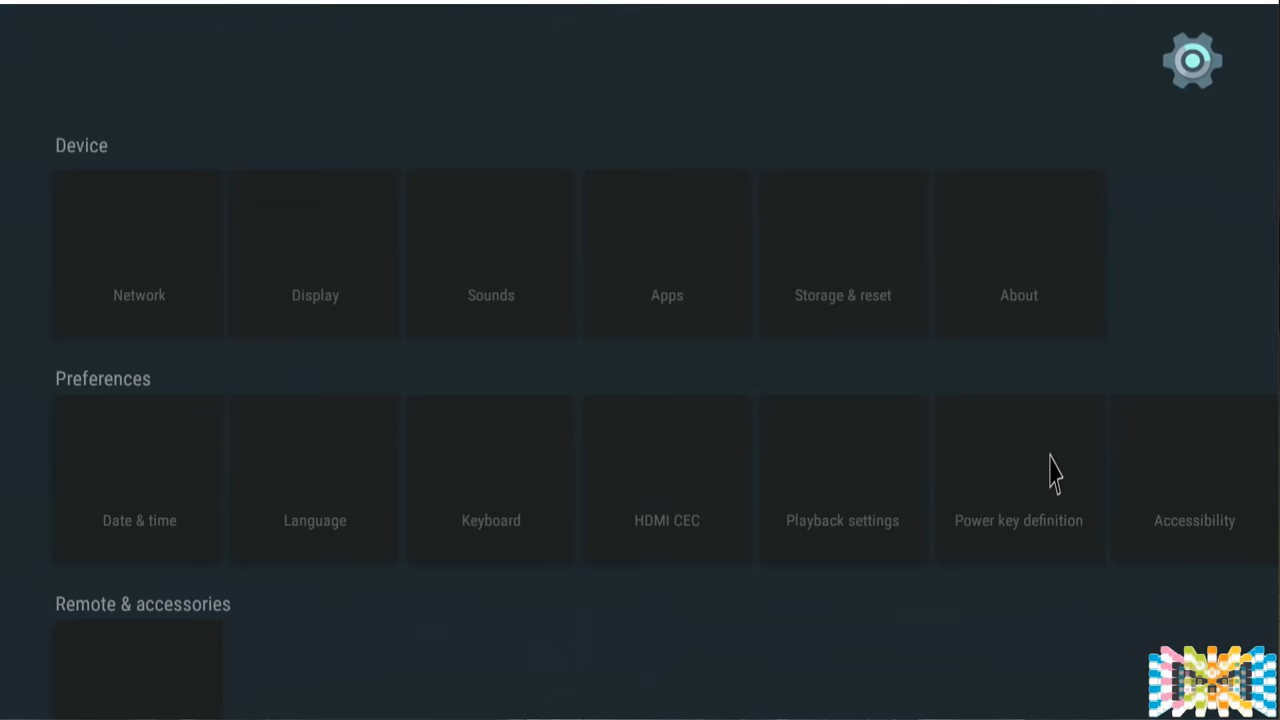 Device
Network
Display
Sounds
Apps
Storage & reset
About
Preferences
Date & time
Language
Keyboard
HDMI CEC
Playback settings
Power key definition
Accessibility
Remote & accessories